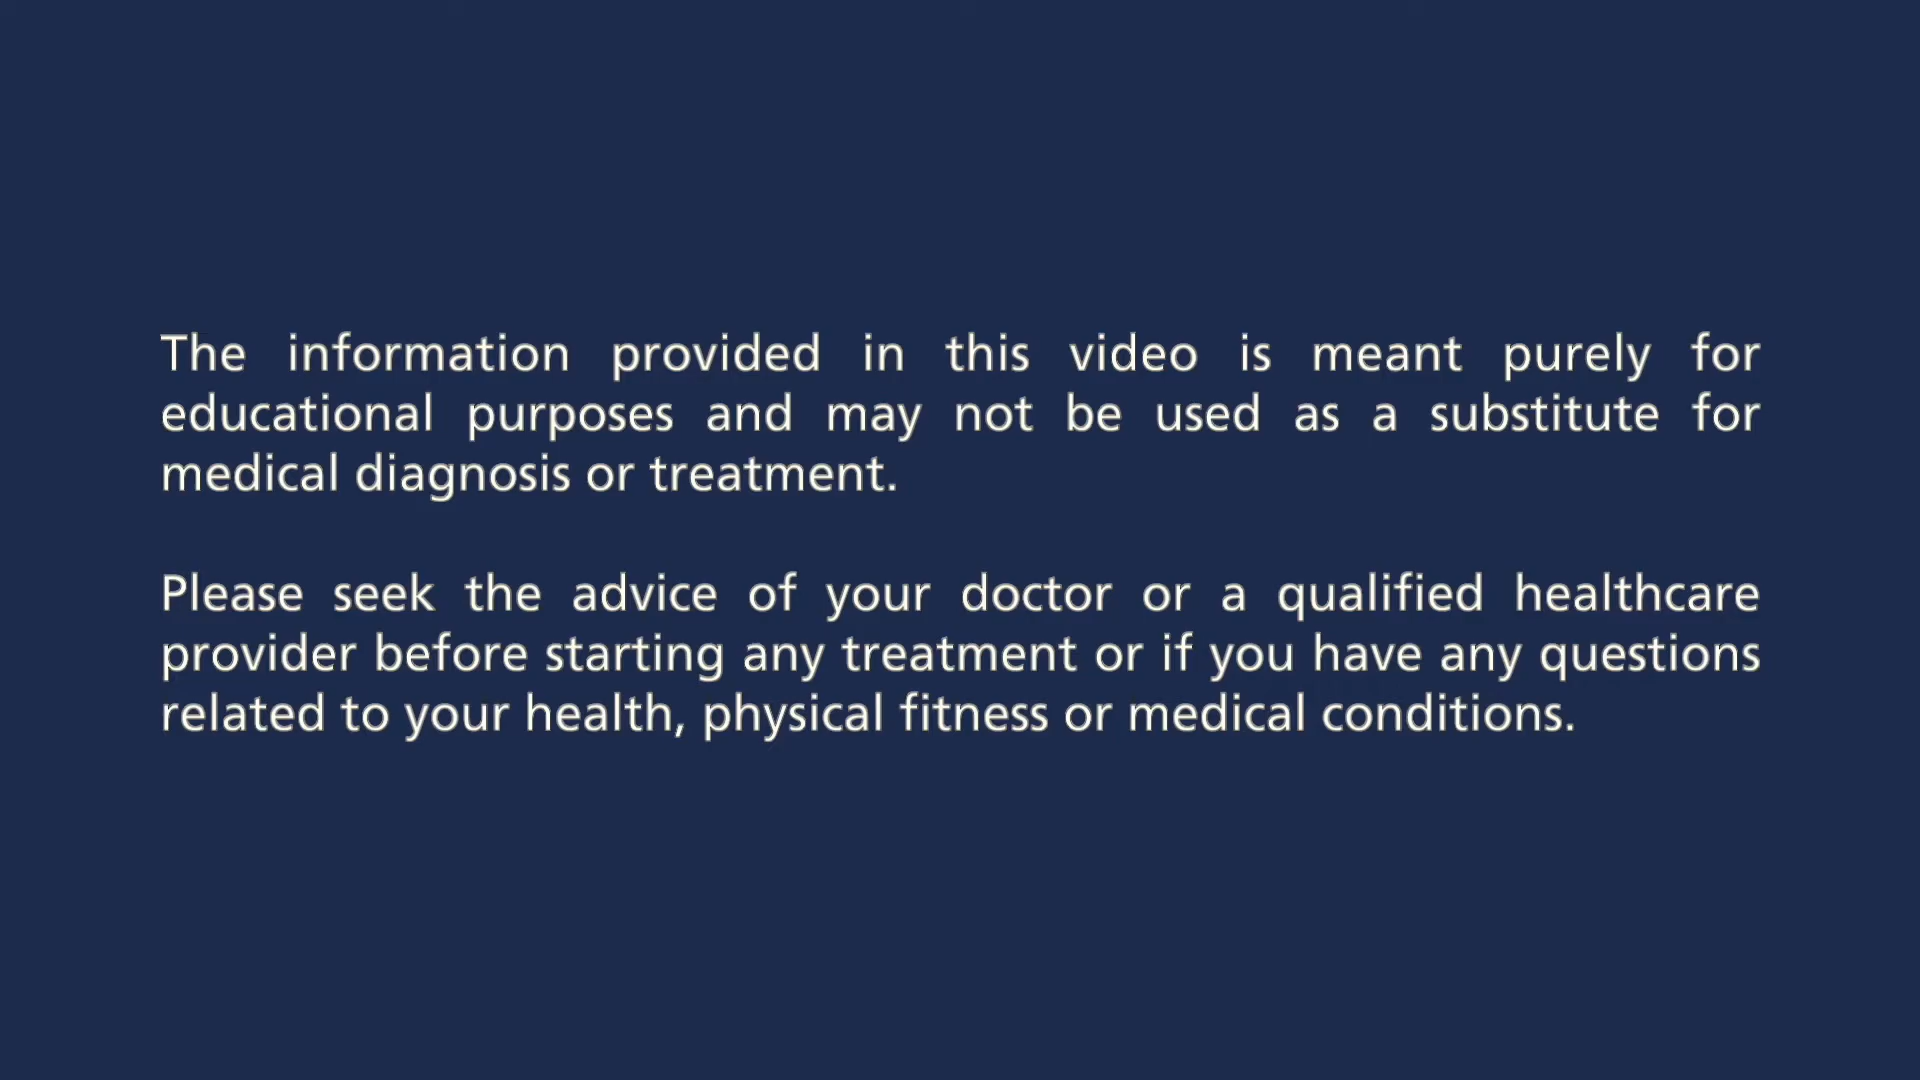 The information provided in this video is meant purely for
educational purposes and may not be used as a substitute for
medical diagnosis or treatment.
Please seek the advice of your doctor or a qualified healthcare
provider before starting any treatment or if you have any questions
related to your health, physical fitness or medical conditions.